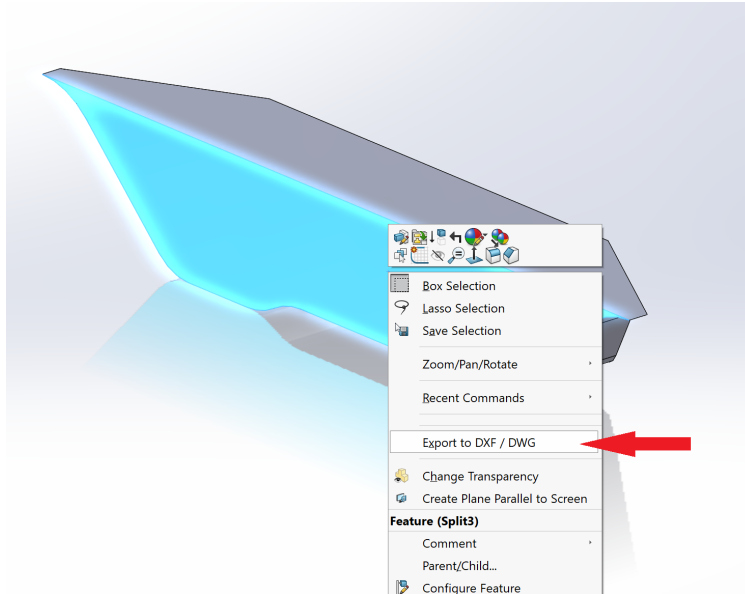 Box Selection
Lasso Selection
Save Selection
Zoom/Pan/Rotate
Recent Commands
Export to DXF / DWG
Change Transparency
Create Plane Parallel to Screen
Feature (Split3)
Comment
Parent/Child...
Configure Feature